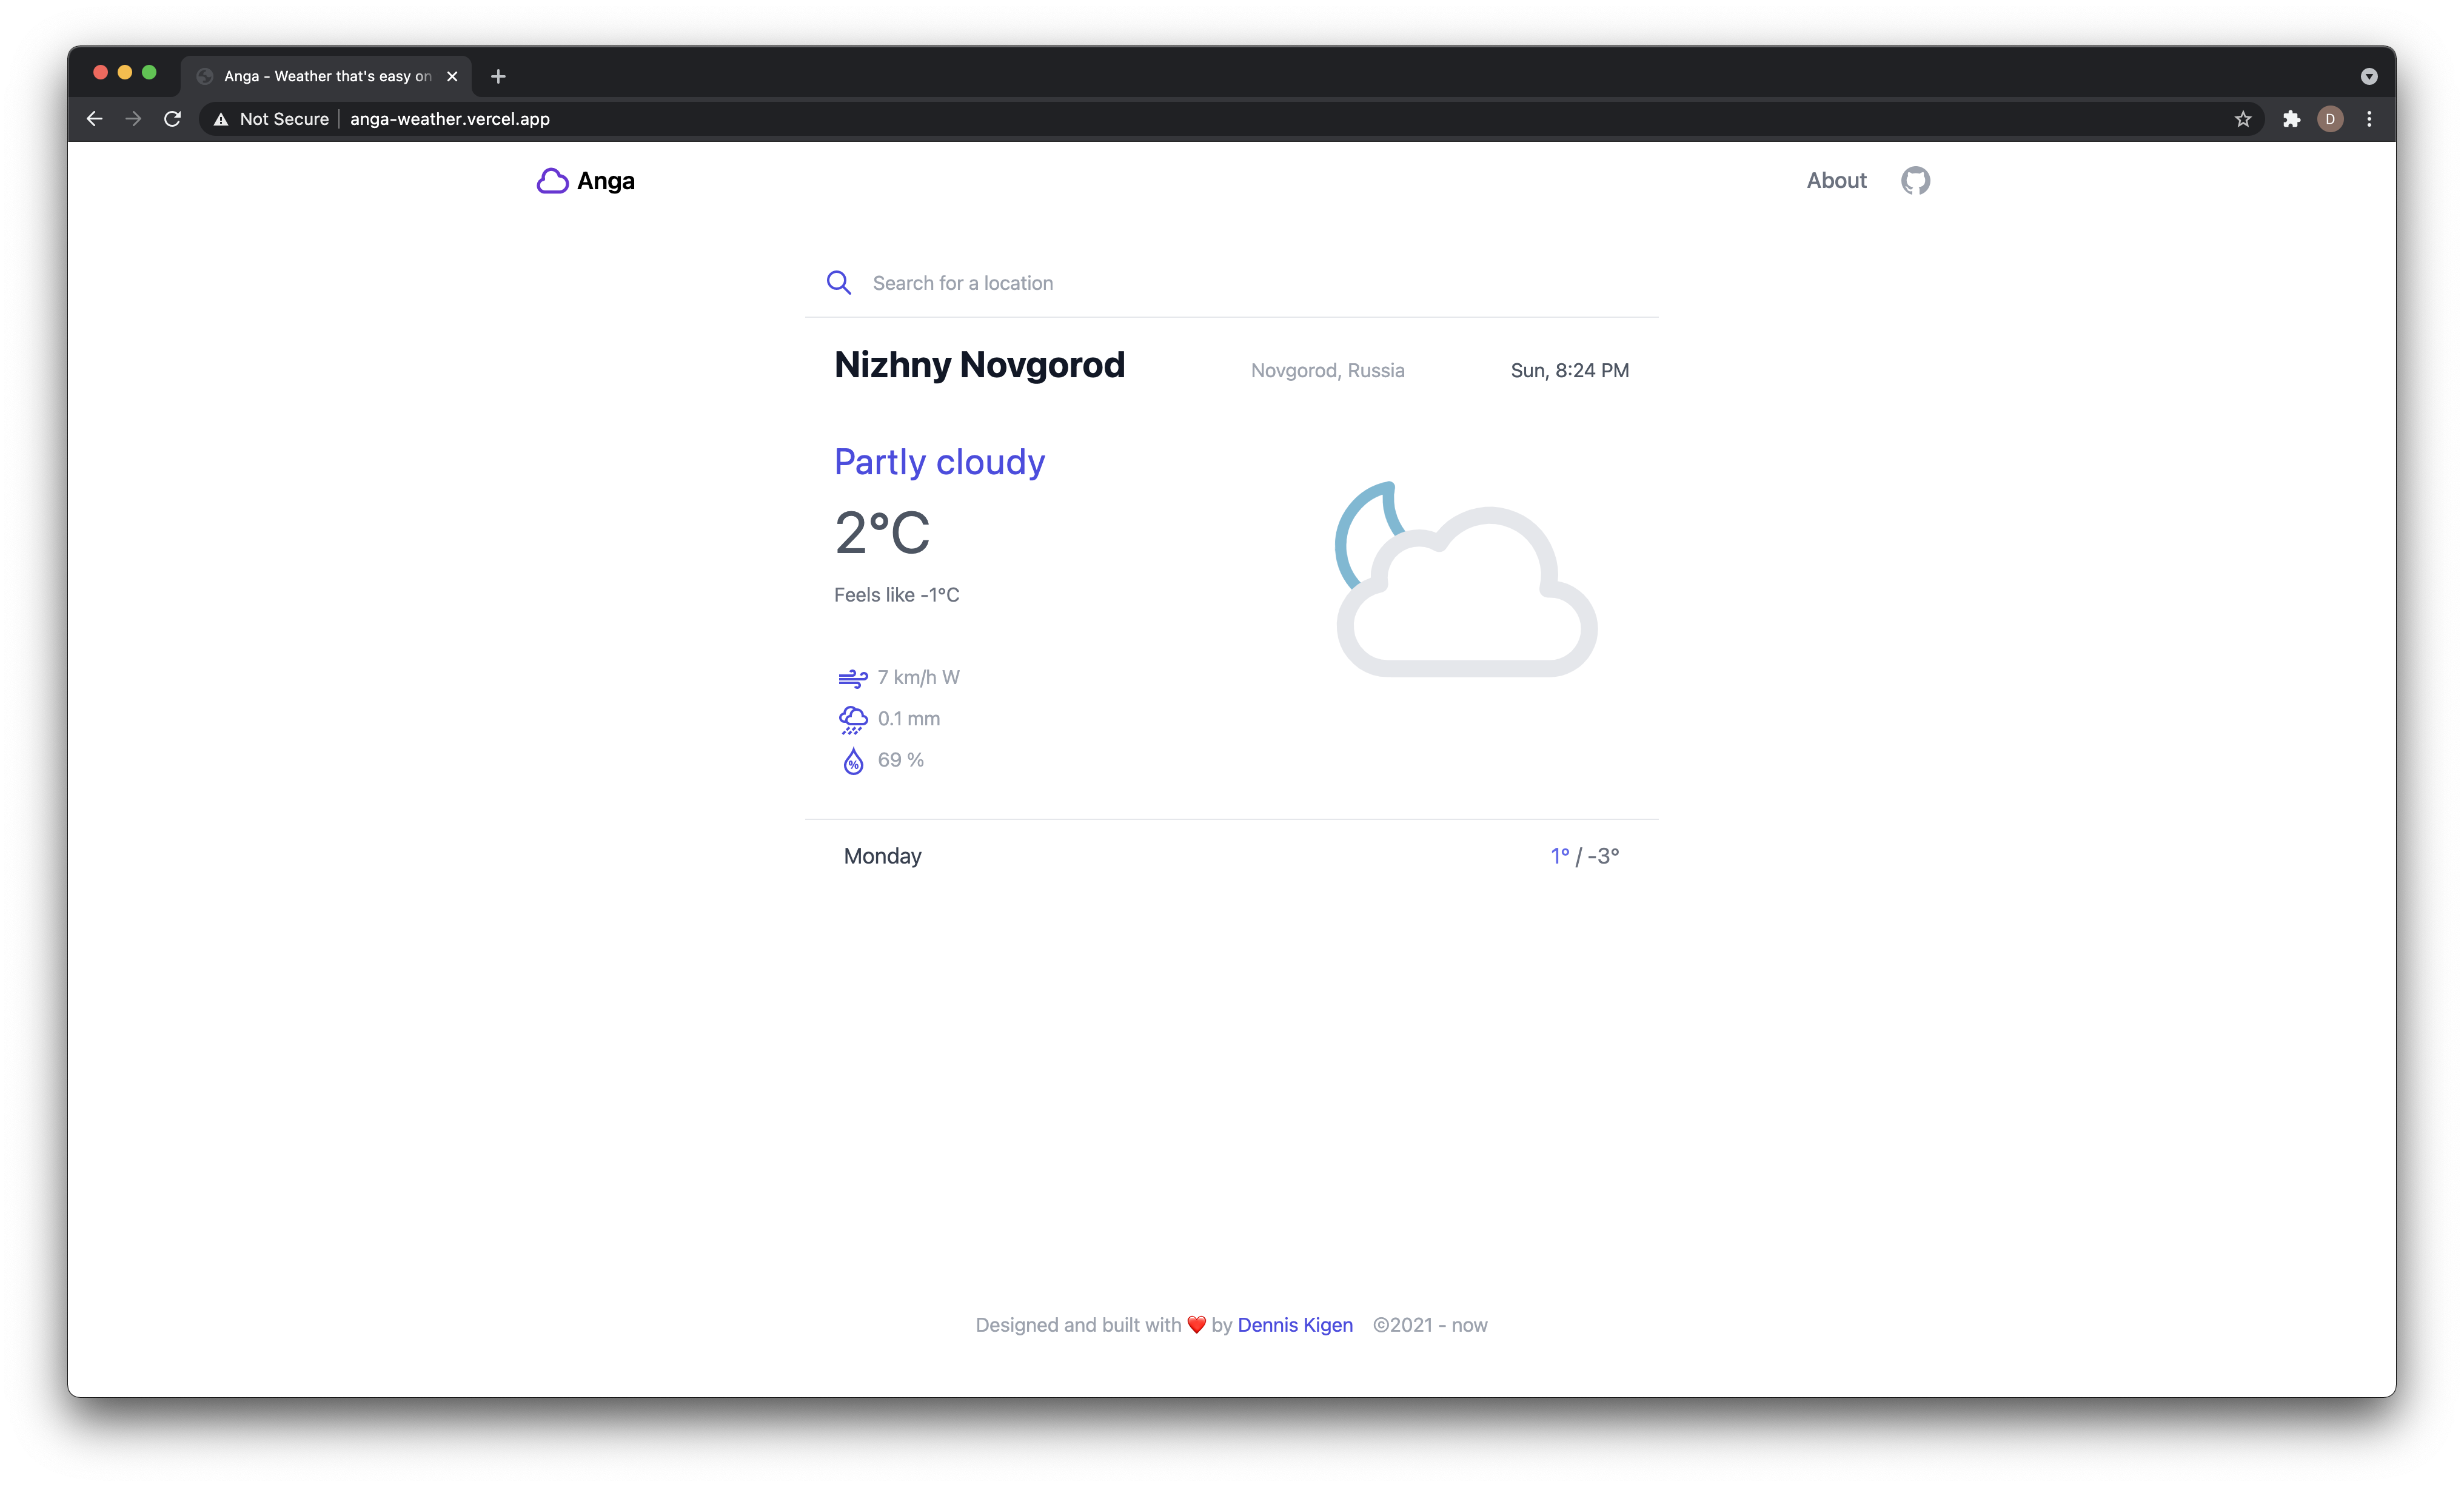 Anga - Weather that's easy on
Not Secure anga-weather.vercel.app D
Anga About
Search for a location
Nizhny Novgorod Novgorod, Russia Sun, 8:24 PM
Partly cloudy
2°C
Feels like -1°C
7 km/h W
0.1 mm
% 69 %
Monday 1° / -3°
Designed and built with ❤️ by Dennis Kigen ©2021 - now